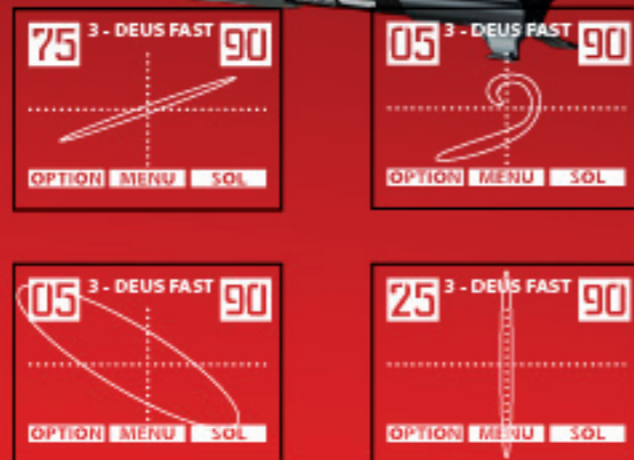 75 3 - DEUS FAST 90
OPTION MENU SOL
05 3 - DEUS FAST 90
OPTION MENU SOL
05 3 - DEUS FAST 90
OPTION MENU SOL
25 3 - DEUS FAST 90
OPTION MENU SOL